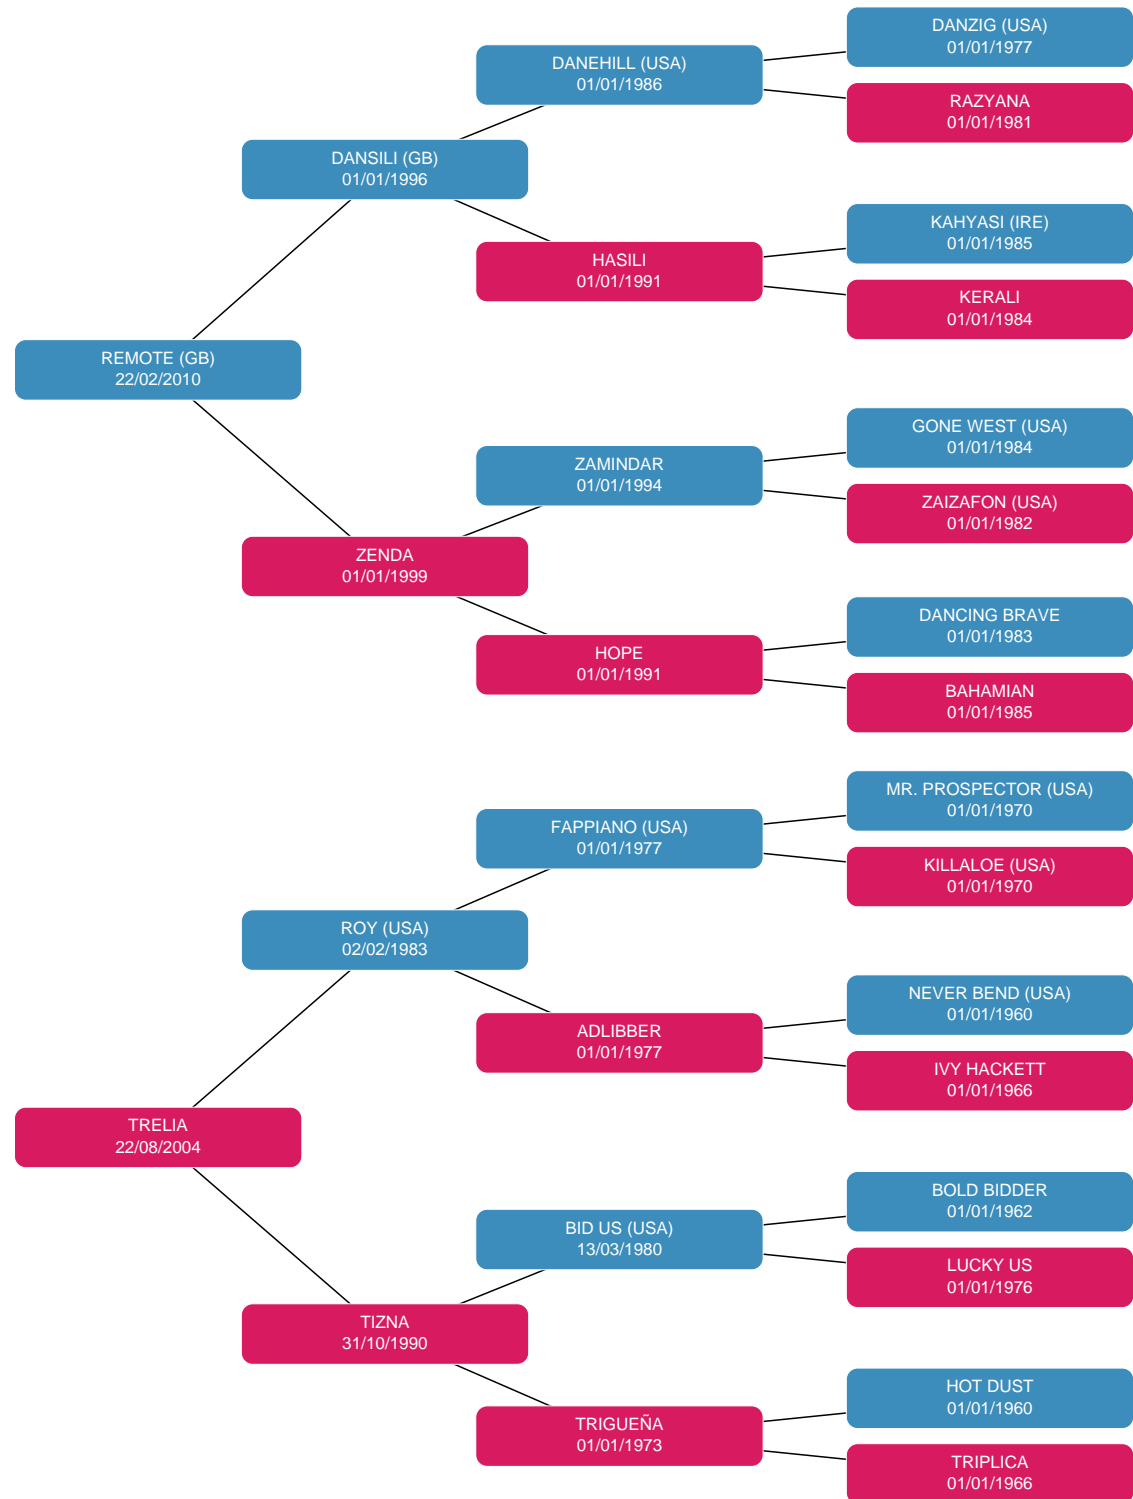 DANZIG (USA)
01/01/1977
DANEHILL (USA)
01/01/1986
RAZYANA
01/01/1981
DANSILI (GB)
01/01/1996
KAHYASI (IRE)
01/01/1985
HASILI
01/01/1991
KERALI
01/01/1984
REMOTE (GB)
22/02/2010
GONE WEST (USA)
01/01/1984
ZAMINDAR
01/01/1994
ZAIZAFON (USA)
01/01/1982
ZENDA
01/01/1999
DANCING BRAVE
01/01/1983
HOPE
01/01/1991
BAHAMIAN
01/01/1985
MR. PROSPECTOR (USA)
01/01/1970
FAPPIANO (USA)
01/01/1977
KILLALOE (USA)
01/01/1970
ROY (USA)
02/02/1983
NEVER BEND (USA)
01/01/1960
ADLIBBER
01/01/1977
IVY HACKETT
01/01/1966
TRELIA
22/08/2004
BOLD BIDDER
01/01/1962
BID US (USA)
13/03/1980
LUCKY US
01/01/1976
TIZNA
31/10/1990
HOT DUST
01/01/1960
TRIGUEÑA
01/01/1973
TRIPLICA
01/01/1966